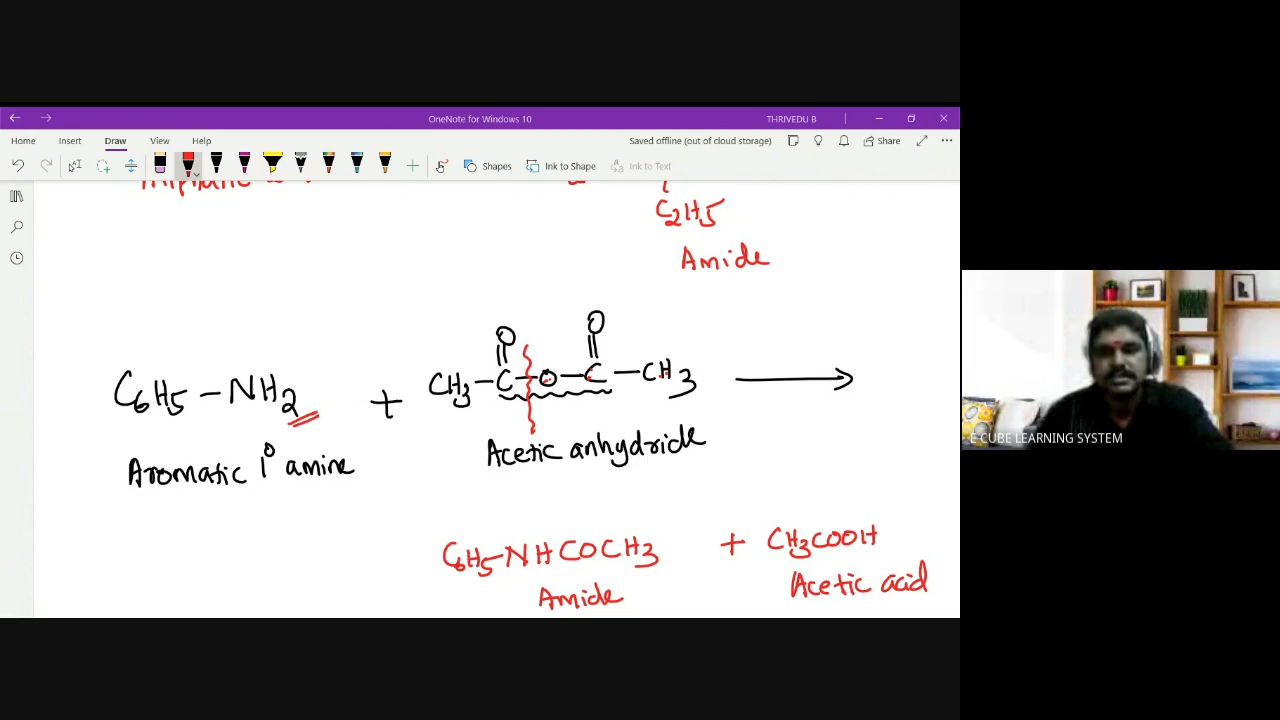 OneNote for Windows 10
THRIVEDU B
Home Insert Draw View Help
Saved offline (out of cloud storage)
Share
Shapes
Ink to Shape
Ink to Text
Aliphatic
C2H5
Amide
O O
C6H5 – NH2 + CH3 – C – O – C – CH3 ⟶
Aromatic 1° amine
Acetic anhydride
C6H5–NHCOCH3 + CH3COOH
Amide
Acetic acid
E CUBE LEARNING SYSTEM